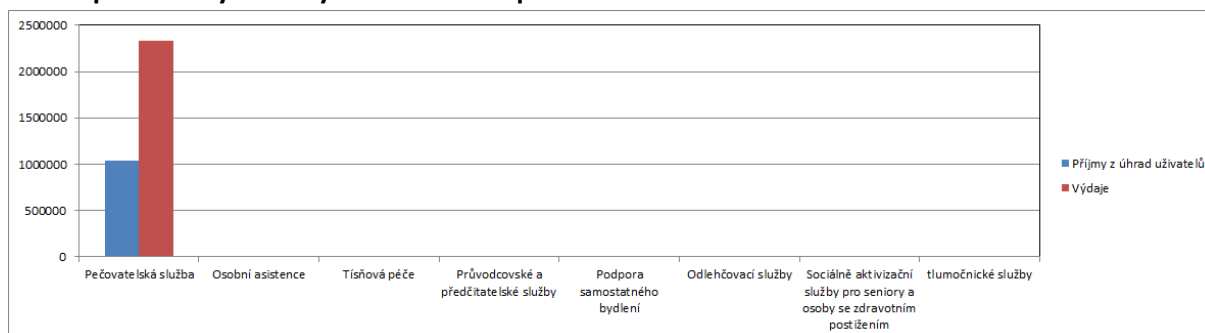 2500000
2000000
1500000
1000000
500000
0
Pečovatelská služba
Osobní asistence
Tísňová péče
Průvodcovské a
předčitatelské služby
Podpora
samostatného
bydlení
Odlehčovací služby
Sociálně aktivizační
služby pro seniory a
osoby se zdravotním
postižením
tlumočnické služby
Příjmy z úhrad uživatelů
Výdaje